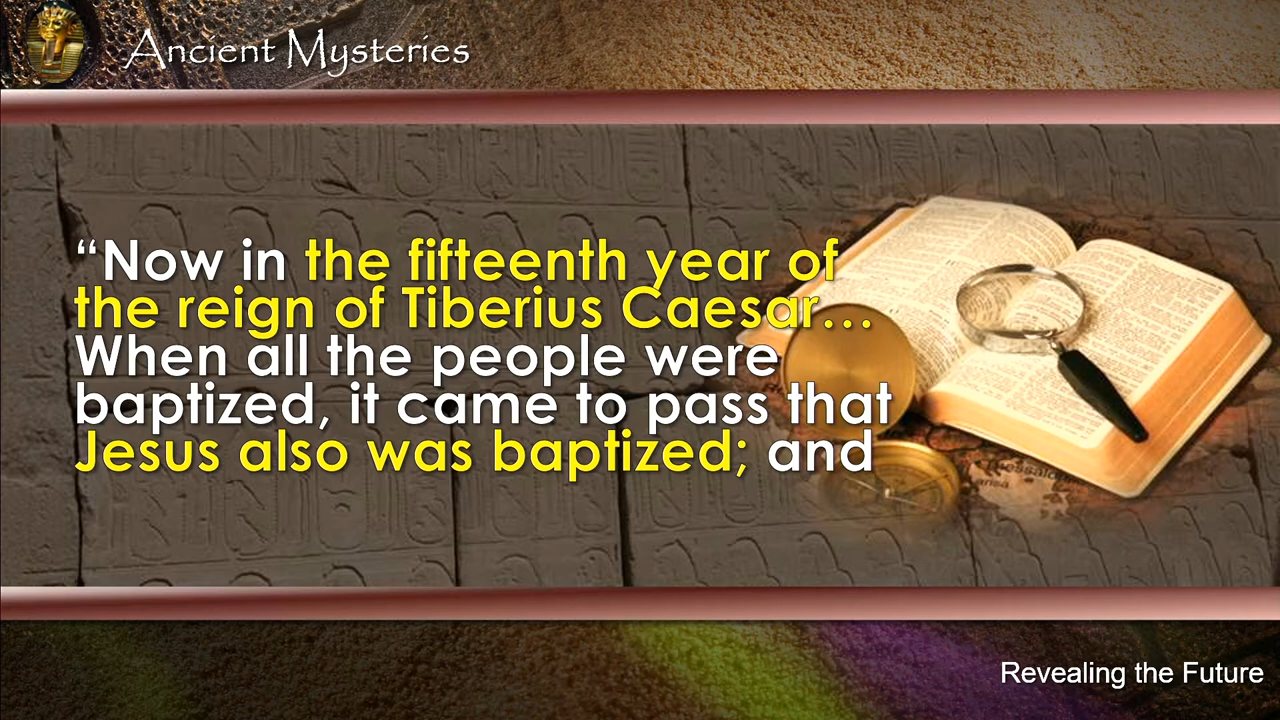 Ancient Mysteries
“Now in the fifteenth year of
the reign of Tiberius Caesar…
When all the people were
baptized, it came to pass that
Jesus also was baptized; and
Revealing the Future